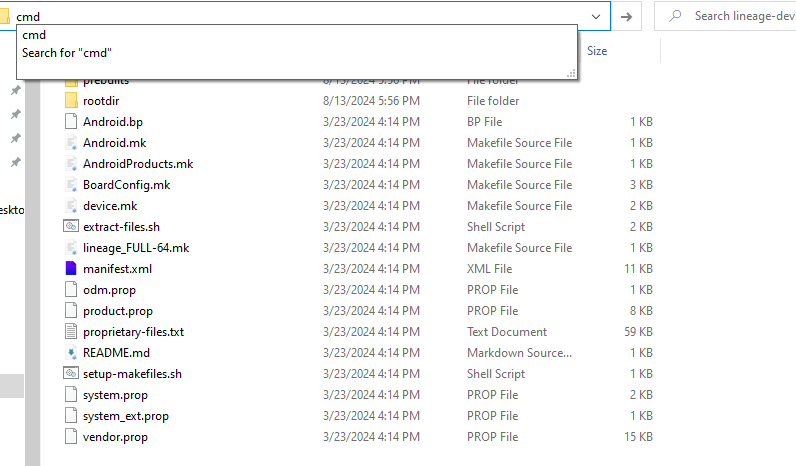 cmd
Search lineage-dev
cmd
Search for "cmd"
Size
prebuilts 8/13/2024 5:56 PM File folder
rootdir 8/13/2024 5:56 PM File folder
Android.bp 3/23/2024 4:14 PM BP File 1 KB
Android.mk 3/23/2024 4:14 PM Makefile Source File 1 KB
AndroidProducts.mk 3/23/2024 4:14 PM Makefile Source File 1 KB
BoardConfig.mk 3/23/2024 4:14 PM Makefile Source File 3 KB
device.mk 3/23/2024 4:14 PM Makefile Source File 2 KB
eskto
extract-files.sh 3/23/2024 4:14 PM Shell Script 2 KB
lineage_FULL-64.mk 3/23/2024 4:14 PM Makefile Source File 1 KB
manifest.xml 3/23/2024 4:14 PM XML File 11 KB
odm.prop 3/23/2024 4:14 PM PROP File 1 KB
product.prop 3/23/2024 4:14 PM PROP File 8 KB
proprietary-files.txt 3/23/2024 4:14 PM Text Document 59 KB
README.md 3/23/2024 4:14 PM Markdown Source... 1 KB
setup-makefiles.sh 3/23/2024 4:14 PM Shell Script 1 KB
system.prop 3/23/2024 4:14 PM PROP File 2 KB
system_ext.prop 3/23/2024 4:14 PM PROP File 1 KB
vendor.prop 3/23/2024 4:14 PM PROP File 15 KB